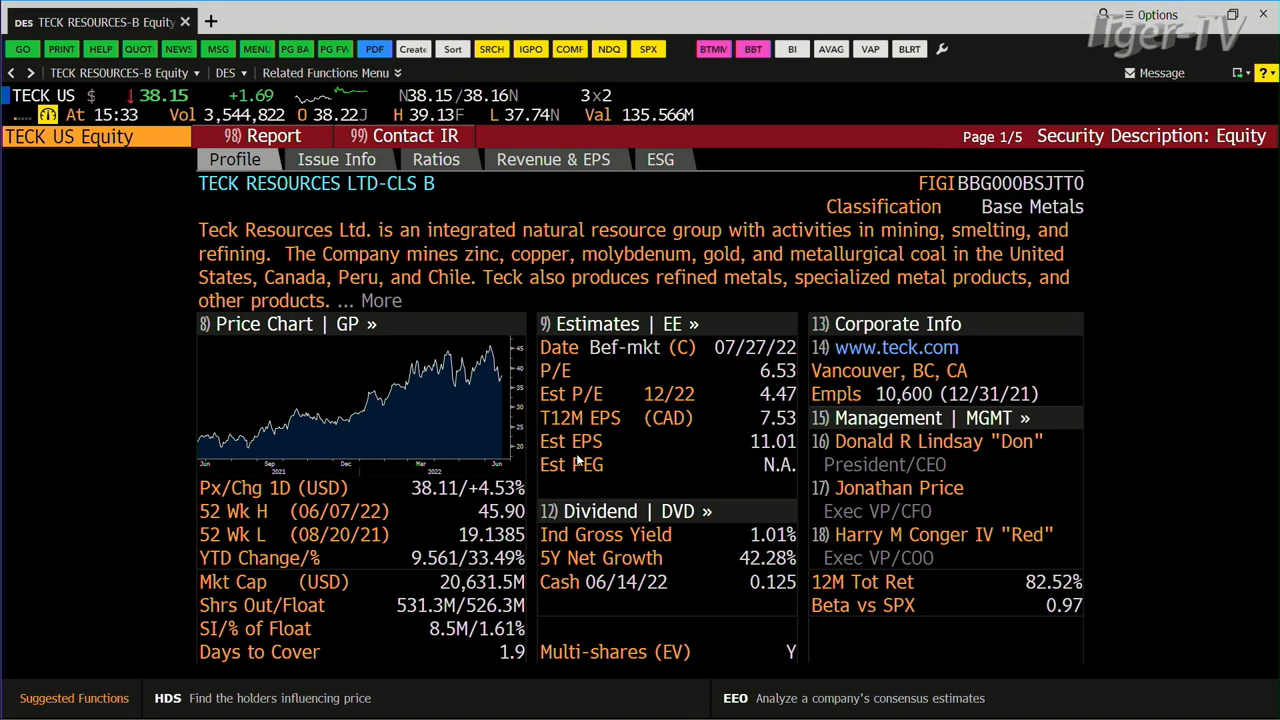 DES TECK RESOURCES-B Equity × +
Options
Tiger-TV
GO PRINT HELP QUOT NEWS MSG MENU PG BA PG FW PDF Create Sort SRCH IGPO COMF NDQ SPX BTMM BBT BI AVAG VAP BLRT
TECK RESOURCES-B Equity DES Related Functions Menu Message ?
TECK US $ ↓38.15 +1.69 N38.15/38.16N 3×2
At 15:33 Vol 3,544,822 O 38.22J H 39.13F L 37.74N Val 135.566M
TECK US Equity 98) Report 99) Contact IR Page 1/5 Security Description: Equity
Profile Issue Info Ratios Revenue & EPS ESG
TECK RESOURCES LTD-CLS B FIGI BBG000BSJTT0
Classification Base Metals
Teck Resources Ltd. is an integrated natural resource group with activities in mining, smelting, and
refining. The Company mines zinc, copper, molybdenum, gold, and metallurgical coal in the United
States, Canada, Peru, and Chile. Teck also produces refined metals, specialized metal products, and
other products. ... More
8) Price Chart | GP »
45
40
35
30
25
20
Jun Sep Dec Mar Jun
2021 2022
Px/Chg 1D (USD) 38.11/+4.53%
52 Wk H (06/07/22) 45.90
52 Wk L (08/20/21) 19.1385
YTD Change/% 9.561/33.49%
Mkt Cap (USD) 20,631.5M
Shrs Out/Float 531.3M/526.3M
SI/% of Float 8.5M/1.61%
Days to Cover 1.9
9) Estimates | EE »
Date Bef-mkt (C) 07/27/22
P/E 6.53
Est P/E 12/22 4.47
T12M EPS (CAD) 7.53
Est EPS 11.01
Est PEG N.A.
12) Dividend | DVD »
Ind Gross Yield 1.01%
5Y Net Growth 42.28%
Cash 06/14/22 0.125
Multi-shares (EV) Y
13) Corporate Info
14) www.teck.com
Vancouver, BC, CA
Empls 10,600 (12/31/21)
15) Management | MGMT »
16) Donald R Lindsay "Don"
President/CEO
17) Jonathan Price
Exec VP/CFO
18) Harry M Conger IV "Red"
Exec VP/COO
12M Tot Ret 82.52%
Beta vs SPX 0.97
Suggested Functions HDS Find the holders influencing price EEO Analyze a company's consensus estimates